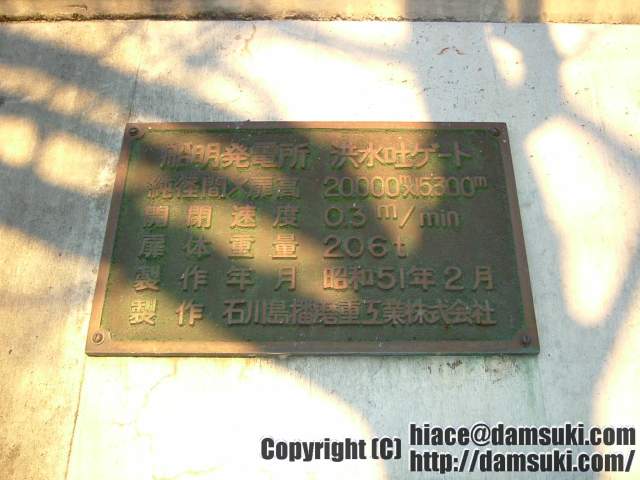 船明発電所 洪水吐ゲート
純径間×扉高 20.000m×15.300m
開閉速度 0.3m/min
扉体重量 206t
製作年月 昭和51年2月
製作 石川島播磨重工業株式会社
Copyright (C) hiace@damsuki.com
http://damsuki.com/